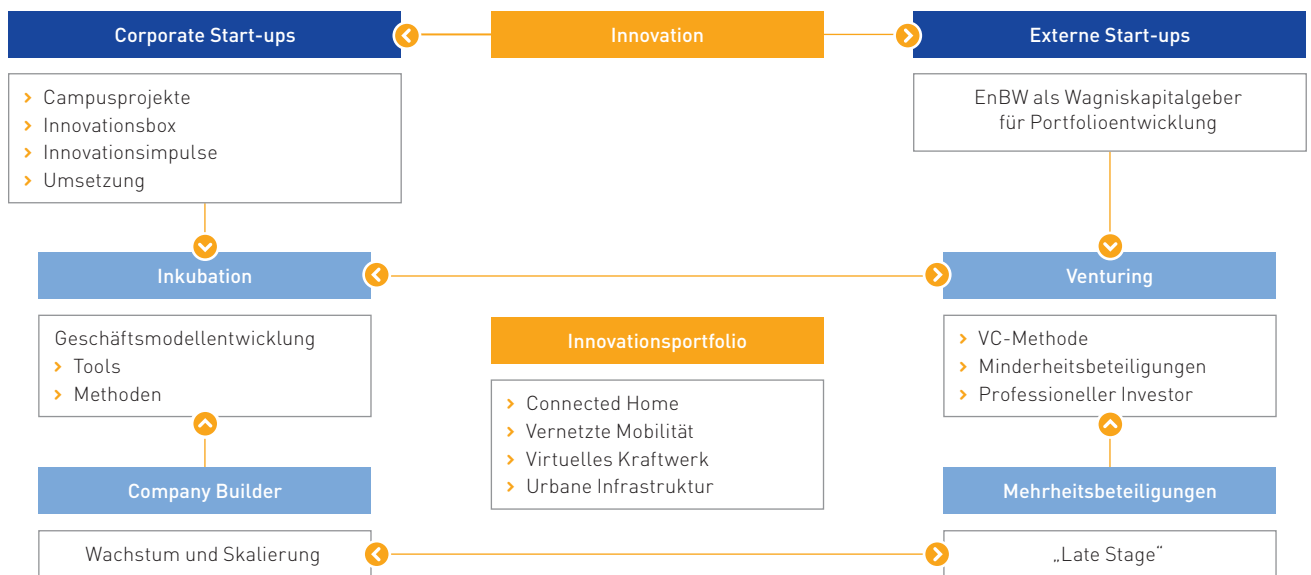 Corporate Start-ups
Innovation
Externe Start-ups
Campusprojekte
Innovationsbox
Innovationsimpulse
Umsetzung
EnBW als Wagniskapitalgeber
für Portfolioentwicklung
Inkubation
Venturing
Geschäftsmodellentwicklung
Tools
Methoden
Innovationsportfolio
Connected Home
Vernetzte Mobilität
Virtuelles Kraftwerk
Urbane Infrastruktur
VC-Methode
Minderheitsbeteiligungen
Professioneller Investor
Company Builder
Mehrheitsbeteiligungen
Wachstum und Skalierung
„Late Stage“